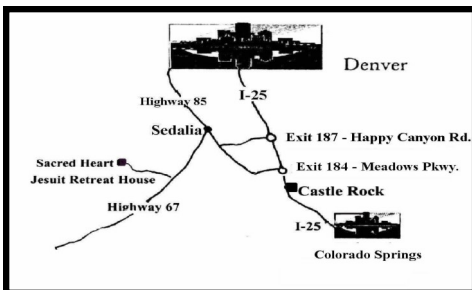 Denver
Highway 85
I-25
Sedalia
Exit 187 - Happy Canyon Rd.
Sacred Heart
Jesuit Retreat House
Exit 184 - Meadows Pkwy.
Castle Rock
Highway 67
I-25
Colorado Springs